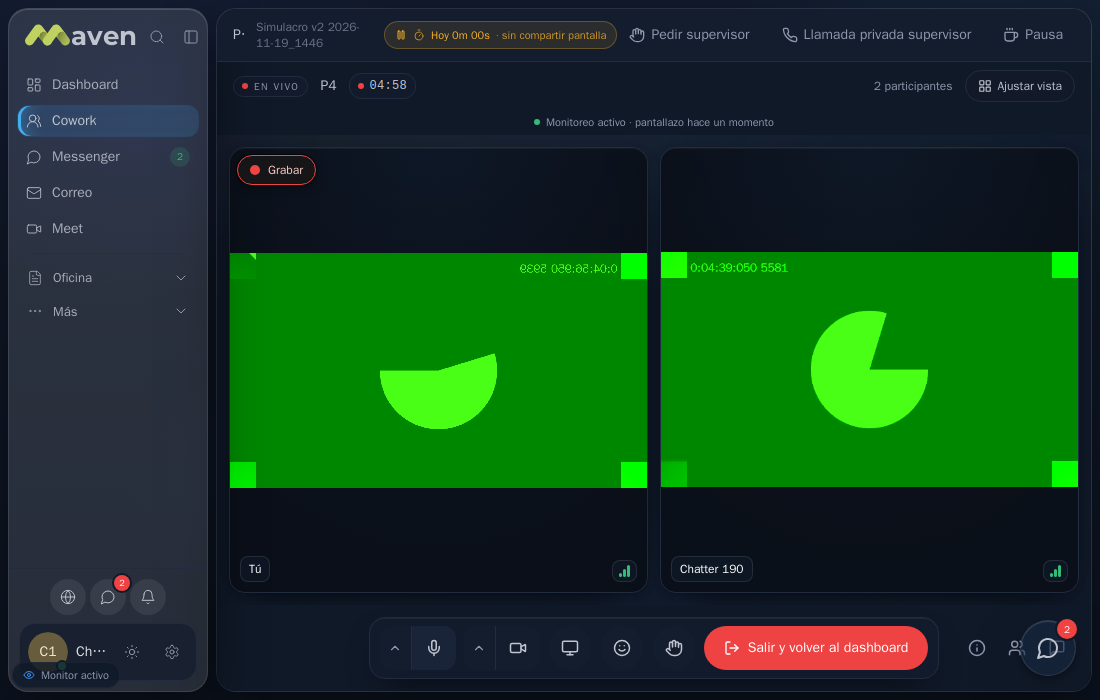 Maven
Dashboard
Cowork
Messenger
2
Correo
Meet
Oficina
Más
2
C1
Ch···
Monitor activo
P·
Simulacro v2 2026-
11-19_1446
Hoy 0m 00s · sin compartir pantalla
Pedir supervisor
Llamada privada supervisor
Pausa
EN VIVO
P4
04:58
2 participantes
Ajustar vista
Monitoreo activo · pantallazo hace un momento
Grabar
0:04:39:050 5581
Tú
Chatter 190
Salir y volver al dashboard
2